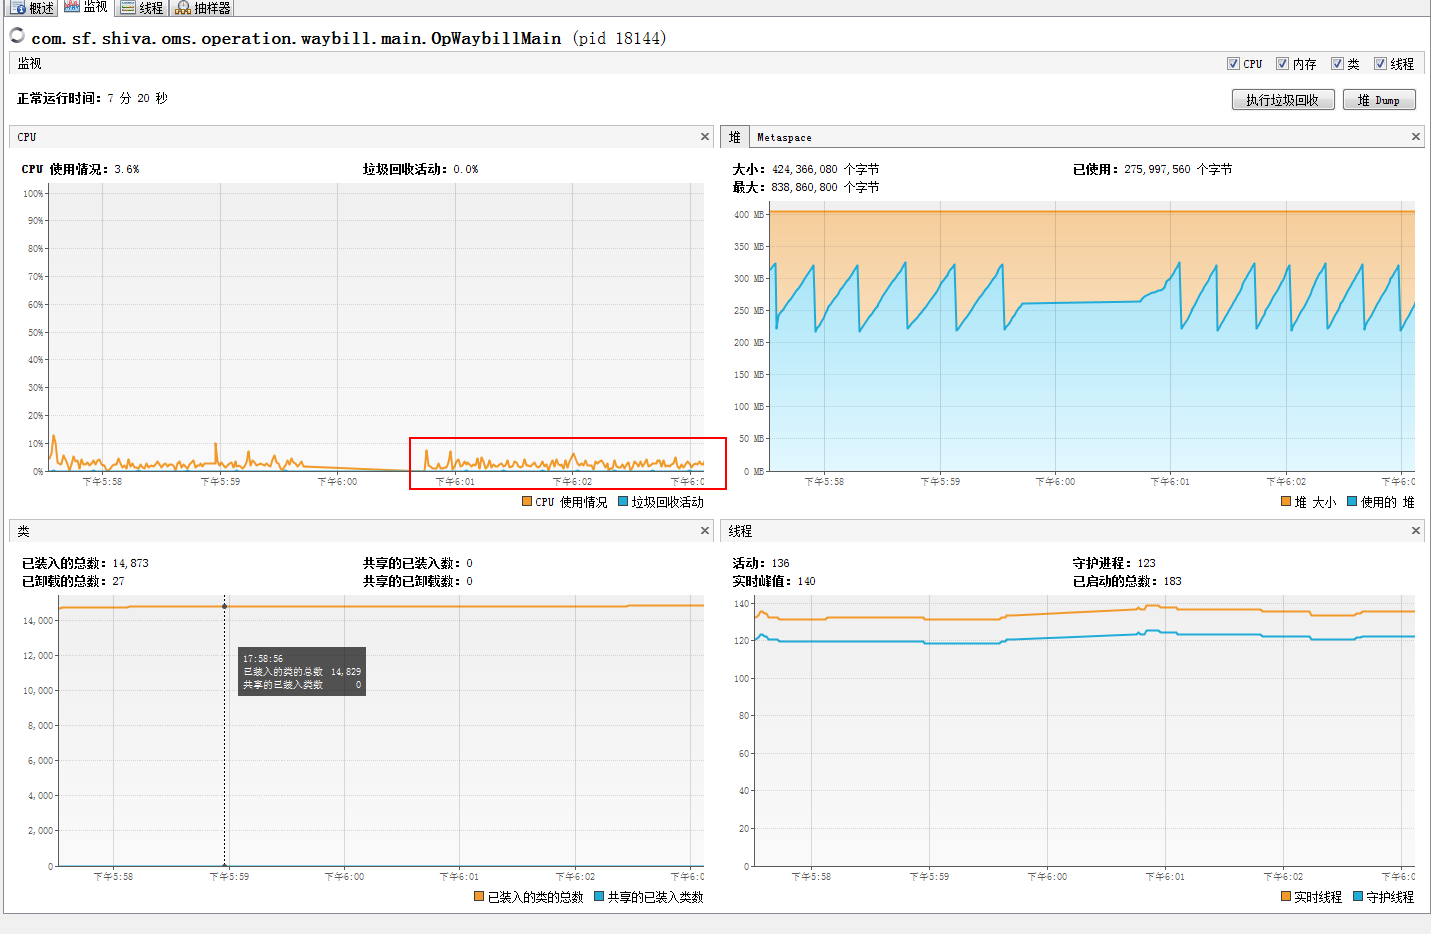 概述 监视 线程 抽样器
com.sf.shiva.oms.operation.waybill.main.OpWaybillMain (pid 18144)
监视 CPU 内存 类 线程
正常运行时间: 7 分 20 秒 执行垃圾回收 堆 Dump
CPU
CPU 使用情况: 3.6% 垃圾回收活动: 0.0%
100%
90%
80%
70%
60%
50%
40%
30%
20%
10%
0%
下午5:58 下午5:59 下午6:00 下午6:01 下午6:02 下午6:0
CPU 使用情况 垃圾回收活动
堆 Metaspace
大小: 424,366,080 个字节 已使用: 275,997,560 个字节
最大: 838,860,800 个字节
400 MB
350 MB
300 MB
250 MB
200 MB
150 MB
100 MB
50 MB
0 MB
下午5:58 下午5:59 下午6:00 下午6:01 下午6:02 下午6:0
堆 大小 使用的 堆
类
已装入的总数: 14,873 共享的已装入数: 0
已卸载的总数: 27 共享的已卸载数: 0
14,000
12,000
10,000
8,000
6,000
4,000
2,000
0
17:58:56
已装入的类的总数 14,829
共享的已装入类数 0
下午5:58 下午5:59 下午6:00 下午6:01 下午6:02 下午6:0
已装入的类的总数 共享的已装入类数
线程
活动: 136 守护进程: 123
实时峰值: 140 已启动的总数: 183
140
120
100
80
60
40
20
0
下午5:58 下午5:59 下午6:00 下午6:01 下午6:02 下午6:0
实时线程 守护线程